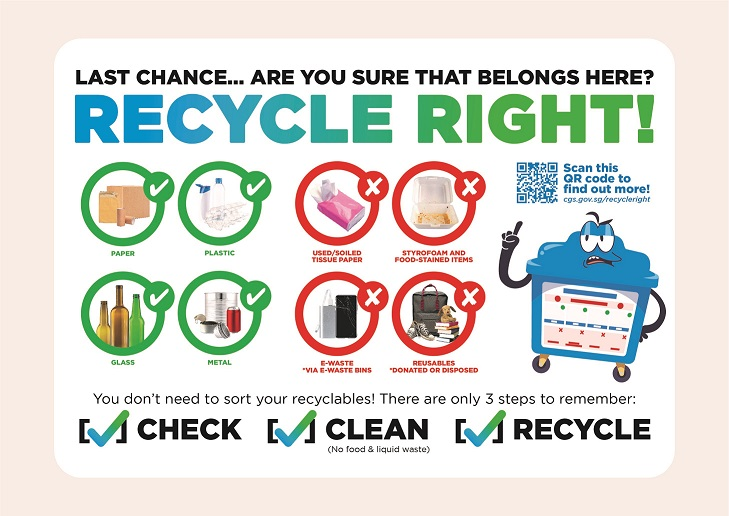 LAST CHANCE... ARE YOU SURE THAT BELONGS HERE?
RECYCLE RIGHT!
PAPER
PLASTIC
USED/SOILED
TISSUE PAPER
STYROFOAM AND
FOOD-STAINED ITEMS
Scan this
QR code to
find out more!
cgs.gov.sg/recycleright
GLASS
METAL
E-WASTE
*VIA E-WASTE BINS
REUSABLES
*DONATED OR DISPOSED
You don't need to sort your recyclables! There are only 3 steps to remember:
CHECK
CLEAN
(No food & liquid waste)
RECYCLE